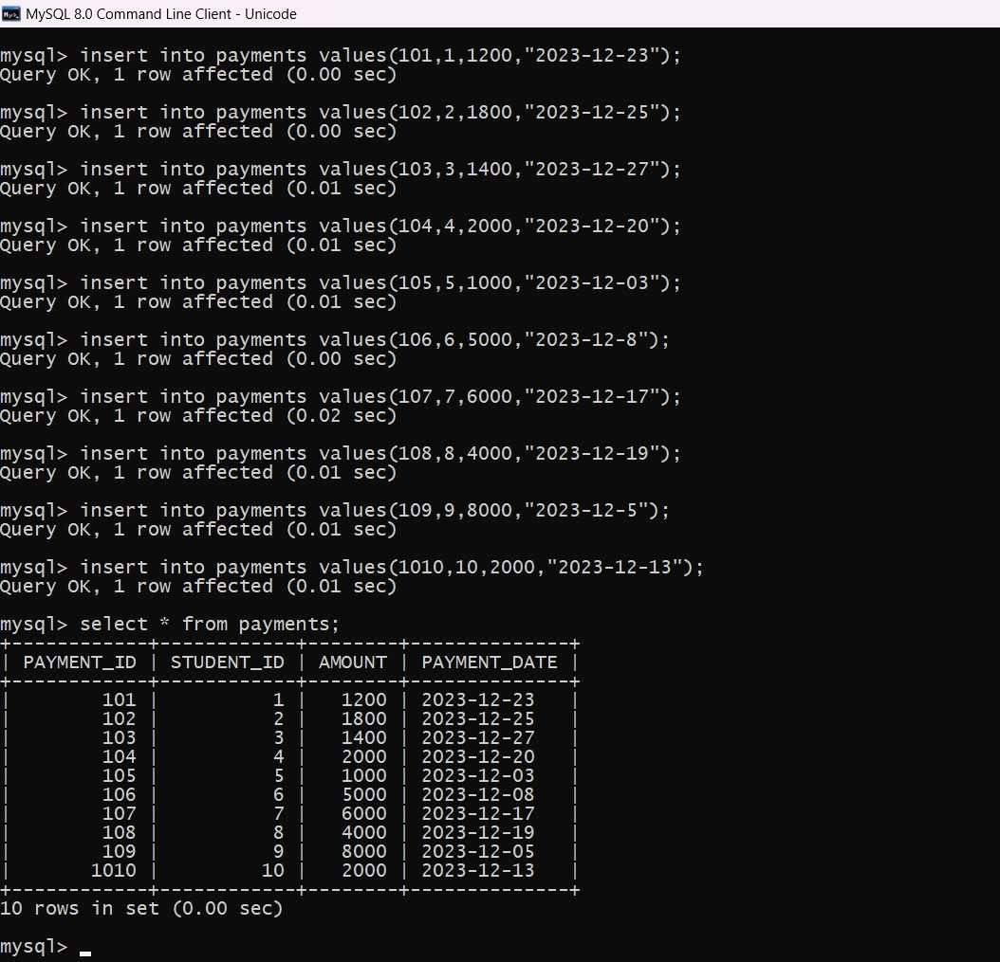 MySQL 8.0 Command Line Client - Unicode
mysql> insert into payments values(101,1,1200,"2023-12-23");
Query OK, 1 row affected (0.00 sec)
mysql> insert into payments values(102,2,1800,"2023-12-25");
Query OK, 1 row affected (0.00 sec)
mysql> insert into payments values(103,3,1400,"2023-12-27");
Query OK, 1 row affected (0.01 sec)
mysql> insert into payments values(104,4,2000,"2023-12-20");
Query OK, 1 row affected (0.01 sec)
mysql> insert into payments values(105,5,1000,"2023-12-03");
Query OK, 1 row affected (0.01 sec)
mysql> insert into payments values(106,6,5000,"2023-12-8");
Query OK, 1 row affected (0.00 sec)
mysql> insert into payments values(107,7,6000,"2023-12-17");
Query OK, 1 row affected (0.02 sec)
mysql> insert into payments values(108,8,4000,"2023-12-19");
Query OK, 1 row affected (0.01 sec)
mysql> insert into payments values(109,9,8000,"2023-12-5");
Query OK, 1 row affected (0.01 sec)
mysql> insert into payments values(1010,10,2000,"2023-12-13");
Query OK, 1 row affected (0.01 sec)
mysql> select * from payments;
+------------+------------+--------+--------------+
| PAYMENT_ID | STUDENT_ID | AMOUNT | PAYMENT_DATE |
+------------+------------+--------+--------------+
|        101 |          1 |   1200 | 2023-12-23   |
|        102 |          2 |   1800 | 2023-12-25   |
|        103 |          3 |   1400 | 2023-12-27   |
|        104 |          4 |   2000 | 2023-12-20   |
|        105 |          5 |   1000 | 2023-12-03   |
|        106 |          6 |   5000 | 2023-12-08   |
|        107 |          7 |   6000 | 2023-12-17   |
|        108 |          8 |   4000 | 2023-12-19   |
|        109 |          9 |   8000 | 2023-12-05   |
|       1010 |         10 |   2000 | 2023-12-13   |
+------------+------------+--------+--------------+
10 rows in set (0.00 sec)
mysql> _